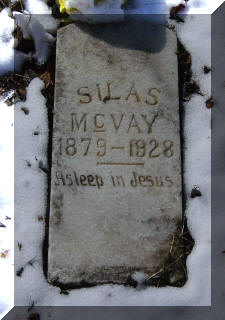 SILAS
McVAY
1879-1928
Asleep in Jesus